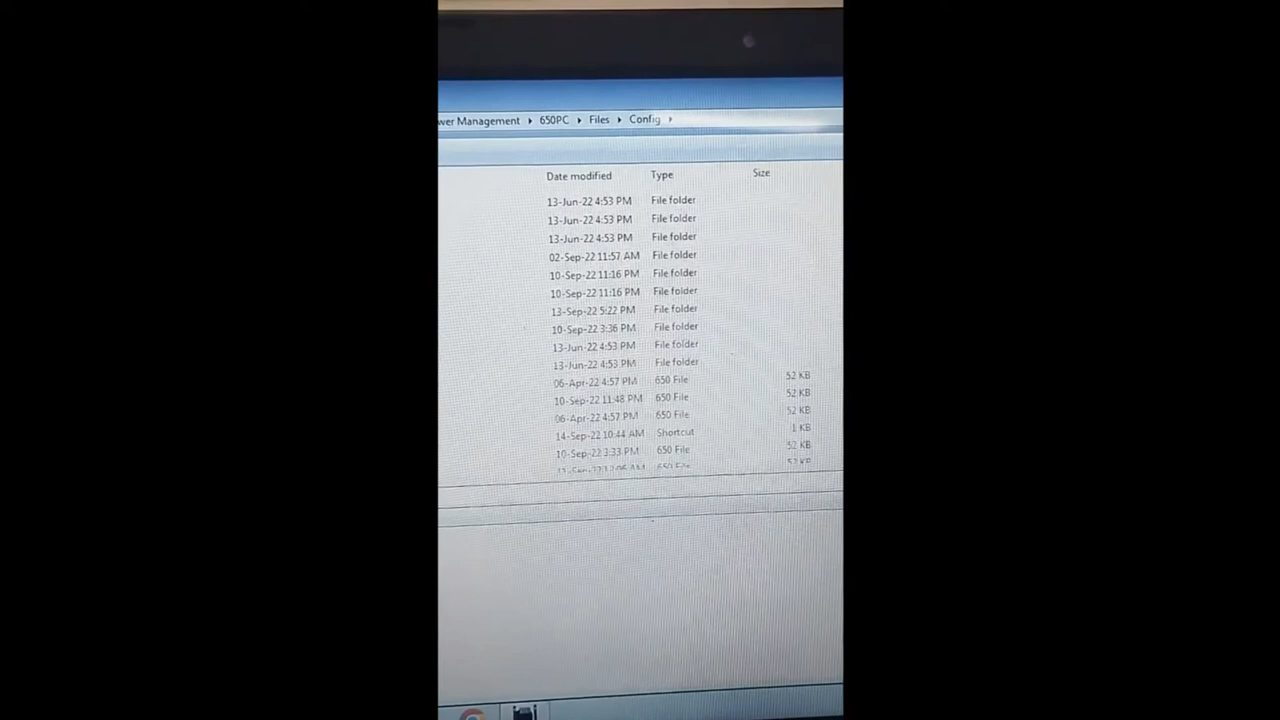 wer Management ▸ 650PC ▸ Files ▸ Config ▸
Date modified Type Size
13-Jun-22 4:53 PM File folder
13-Jun-22 4:53 PM File folder
13-Jun-22 4:53 PM File folder
02-Sep-22 11:57 AM File folder
10-Sep-22 11:16 PM File folder
10-Sep-22 11:16 PM File folder
13-Sep-22 5:22 PM File folder
10-Sep-22 3:36 PM File folder
13-Jun-22 4:53 PM File folder
13-Jun-22 4:53 PM File folder
06-Apr-22 4:57 PM 650 File 52 KB
10-Sep-22 11:48 PM 650 File 52 KB
06-Apr-22 4:57 PM 650 File 52 KB
14-Sep-22 10:44 AM Shortcut 1 KB
10-Sep-22 3:33 PM 650 File 52 KB
650 File 52 KB